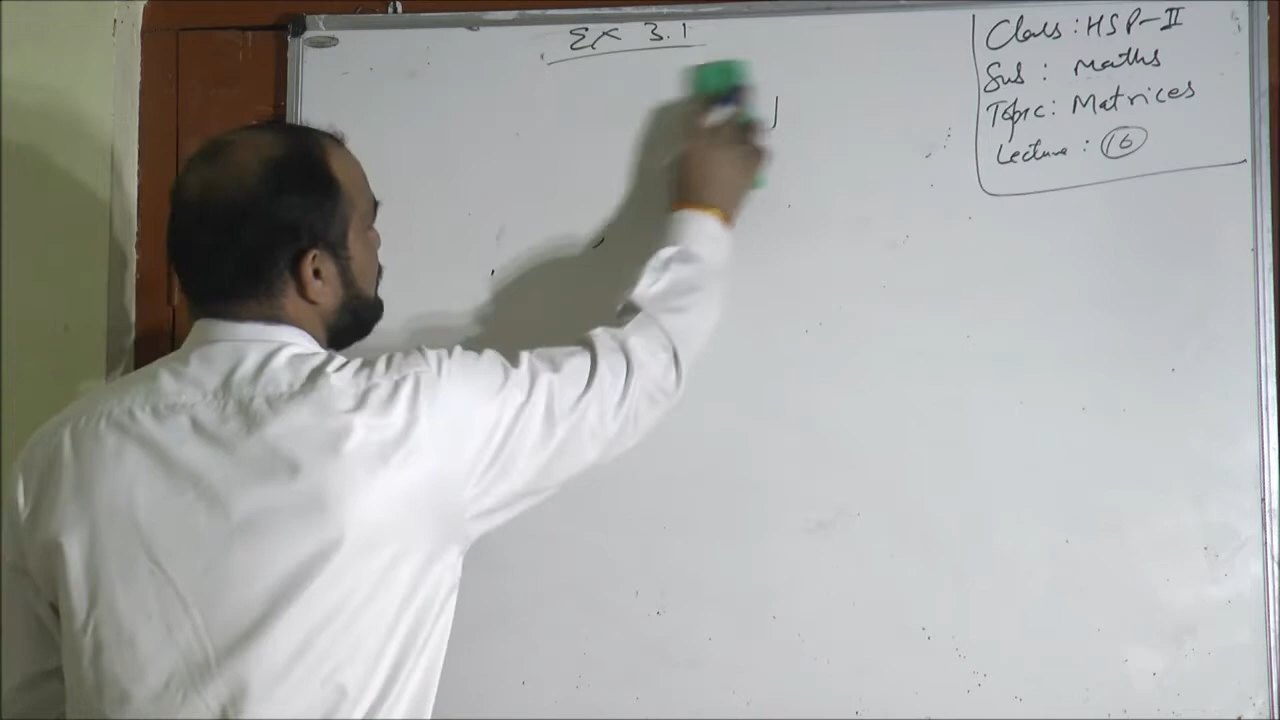 Ex 3.1
Class: HSP-II
Sub: Maths
Topic: Matrices
Lecture: 16